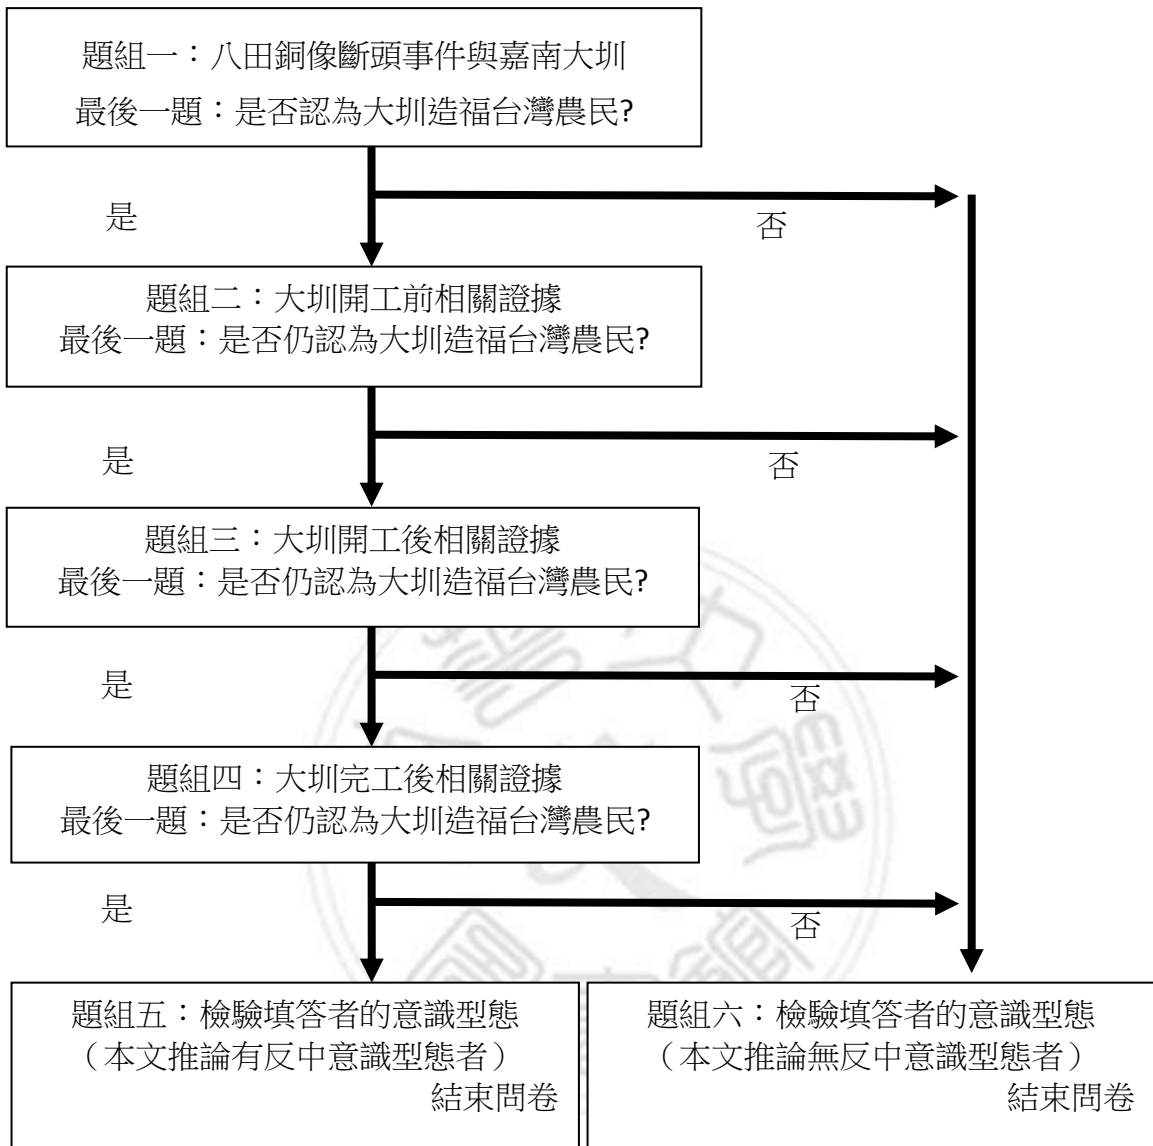 題組一：八田銅像斷頭事件與嘉南大圳
最後一題：是否認為大圳造福台灣農民?
是
否
題組二：大圳開工前相關證據
最後一題：是否仍認為大圳造福台灣農民?
是
否
題組三：大圳開工後相關證據
最後一題：是否仍認為大圳造福台灣農民?
是
否
題組四：大圳完工後相關證據
最後一題：是否仍認為大圳造福台灣農民?
是
否
題組五：檢驗填答者的意識型態
（本文推論有反中意識型態者）
結束問卷
題組六：檢驗填答者的意識型態
（本文推論無反中意識型態者）
結束問卷